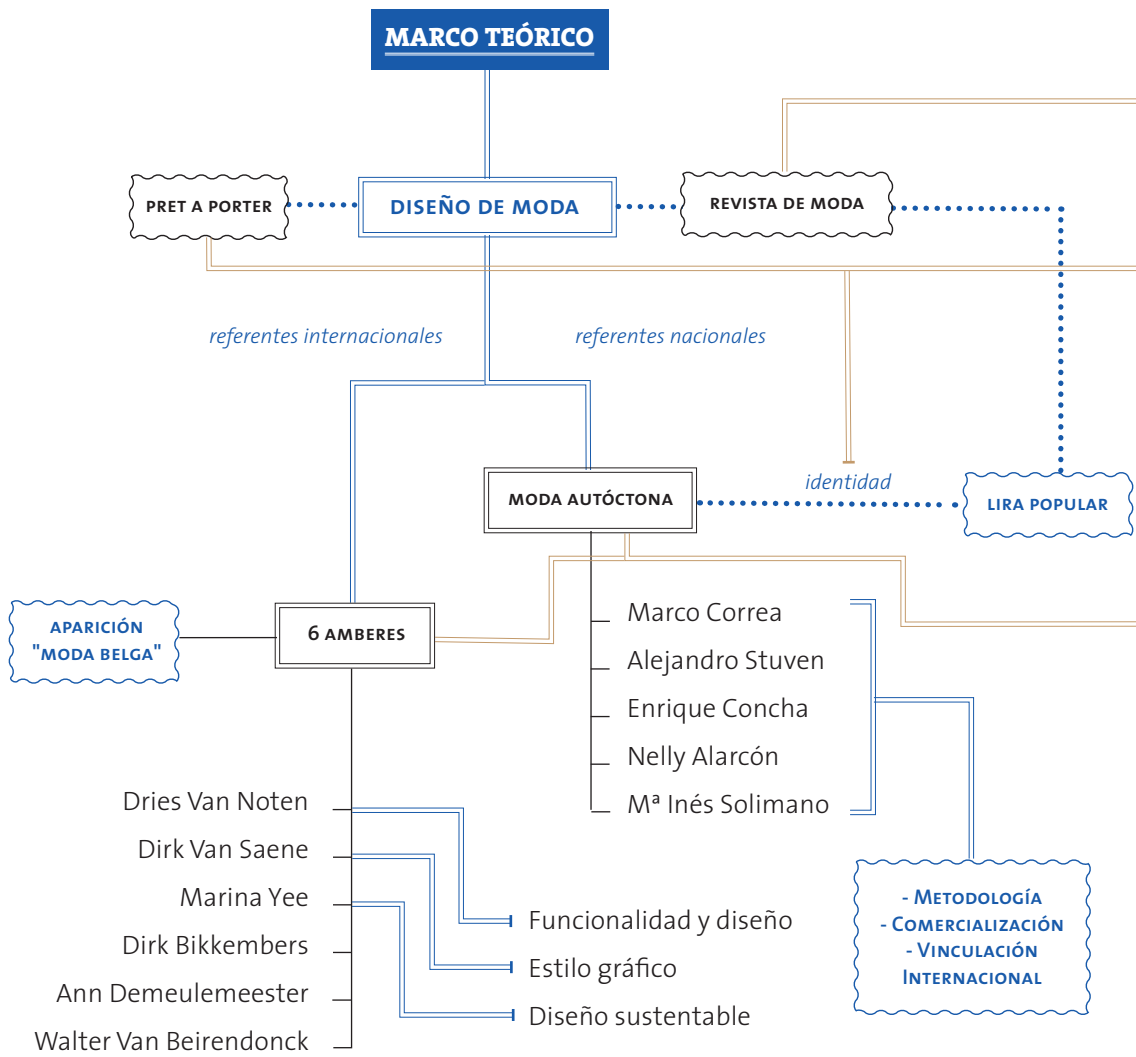 MARCO TEÓRICO
PRET A PORTER
DISEÑO DE MODA
REVISTA DE MODA
referentes internacionales
referentes nacionales
identidad
MODA AUTÓCTONA
LIRA POPULAR
APARICIÓN
"MODA BELGA"
6 AMBERES
Marco Correa
Alejandro Stuven
Enrique Concha
Nelly Alarcón
Mª Inés Solimano
Dries Van Noten
Dirk Van Saene
Marina Yee
Dirk Bikkembers
Ann Demeulemeester
Walter Van Beirendonck
Funcionalidad y diseño
Estilo gráfico
Diseño sustentable
- METODOLOGÍA
- COMERCIALIZACIÓN
- VINCULACIÓN
INTERNACIONAL